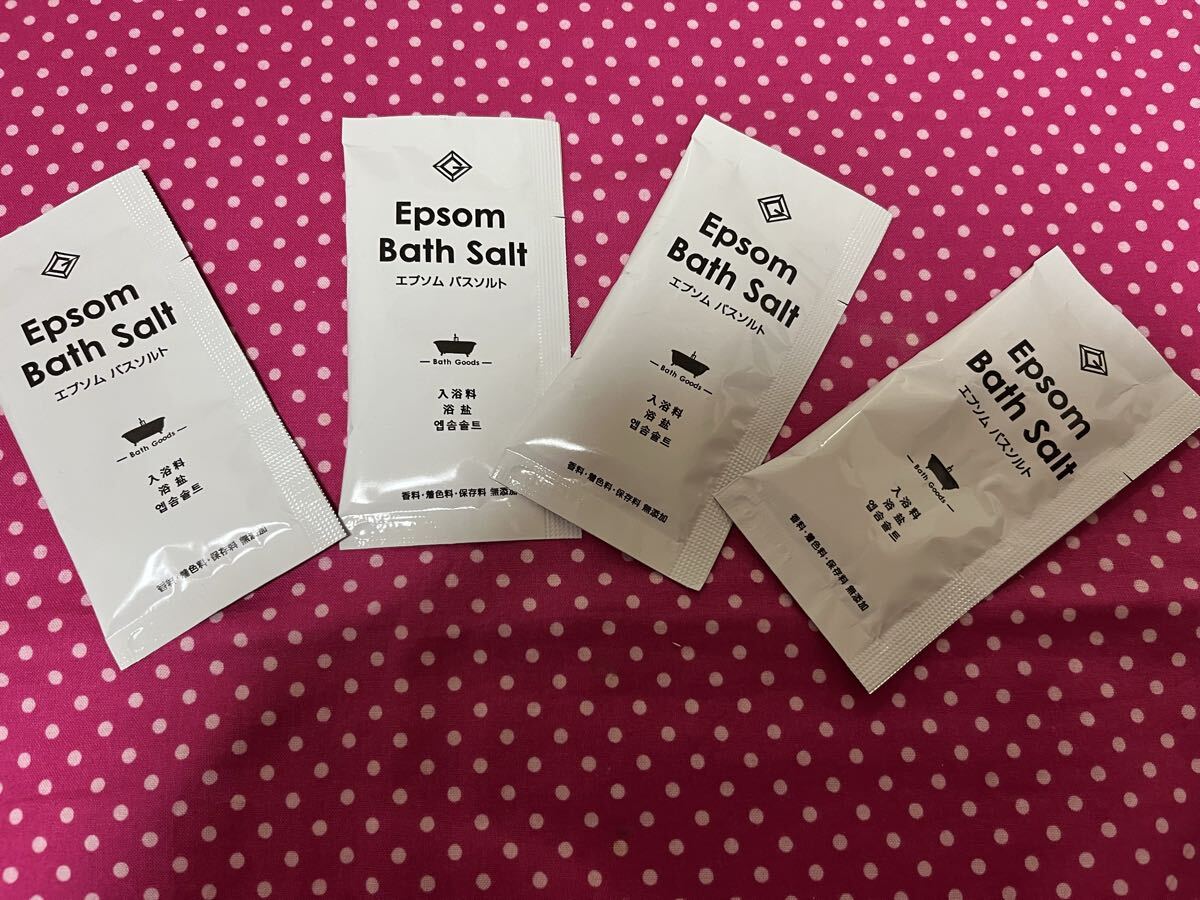 Epsom
Bath Salt
エプソム バスソルト
Bath Goods
入浴料
浴 盐
엡솜솔트
香料・着色料・保存料 無添加
Epsom
Bath Salt
エプソム バスソルト
Bath Goods
入浴料
浴 盐
엡솜솔트
香料・着色料・保存料 無添加
Epsom
Bath Salt
エプソム バスソルト
Bath Goods
入浴料
浴 盐
엡솜솔트
香料・着色料・保存料 無添加
Epsom
Bath Salt
エプソム バスソルト
Bath Goods
入浴料
浴 盐
엡솜솔트
香料・着色料・保存料 無添加